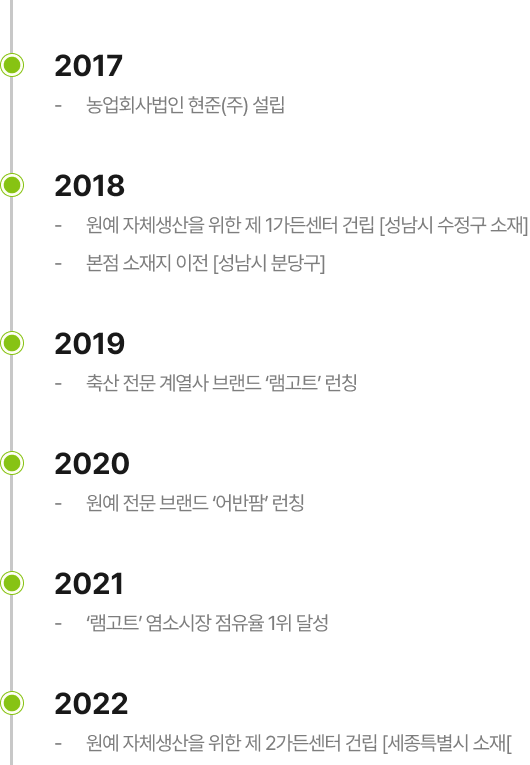 2017
- 농업회사법인 현준(주) 설립
2018
- 원예 자체생산을 위한 제 1가든센터 건립 [성남시 수정구 소재]
- 본점 소재지 이전 [성남시 분당구]
2019
- 축산 전문 계열사 브랜드 ‘램고트’ 런칭
2020
- 원예 전문 브랜드 ‘어반팜’ 런칭
2021
- ‘램고트’ 염소시장 점유율 1위 달성
2022
- 원예 자체생산을 위한 제 2가든센터 건립 [세종특별시 소재[